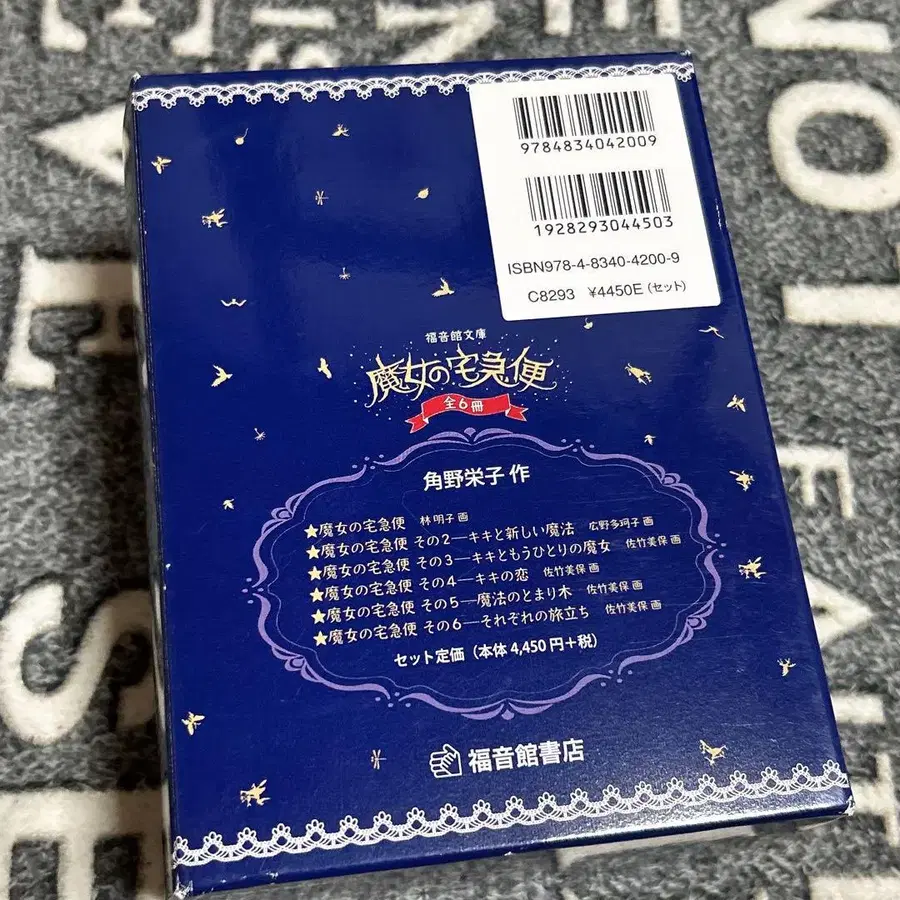 9784834042009
1928293044503
ISBN978-4-8340-4200-9
C8293 ¥4450E(セット)
福音館文庫
魔女の宅急便
全6冊
角野栄子 作
★魔女の宅急便 林明子 画
★魔女の宅急便 その2―キキと新しい魔法 広野多珂子 画
★魔女の宅急便 その3―キキともうひとりの魔女 佐竹美保 画
★魔女の宅急便 その4―キキの恋 佐竹美保 画
★魔女の宅急便 その5―魔法のとまり木 佐竹美保 画
★魔女の宅急便 その6―それぞれの旅立ち 佐竹美保 画
セット定価(本体4,450円+税)
福音館書店